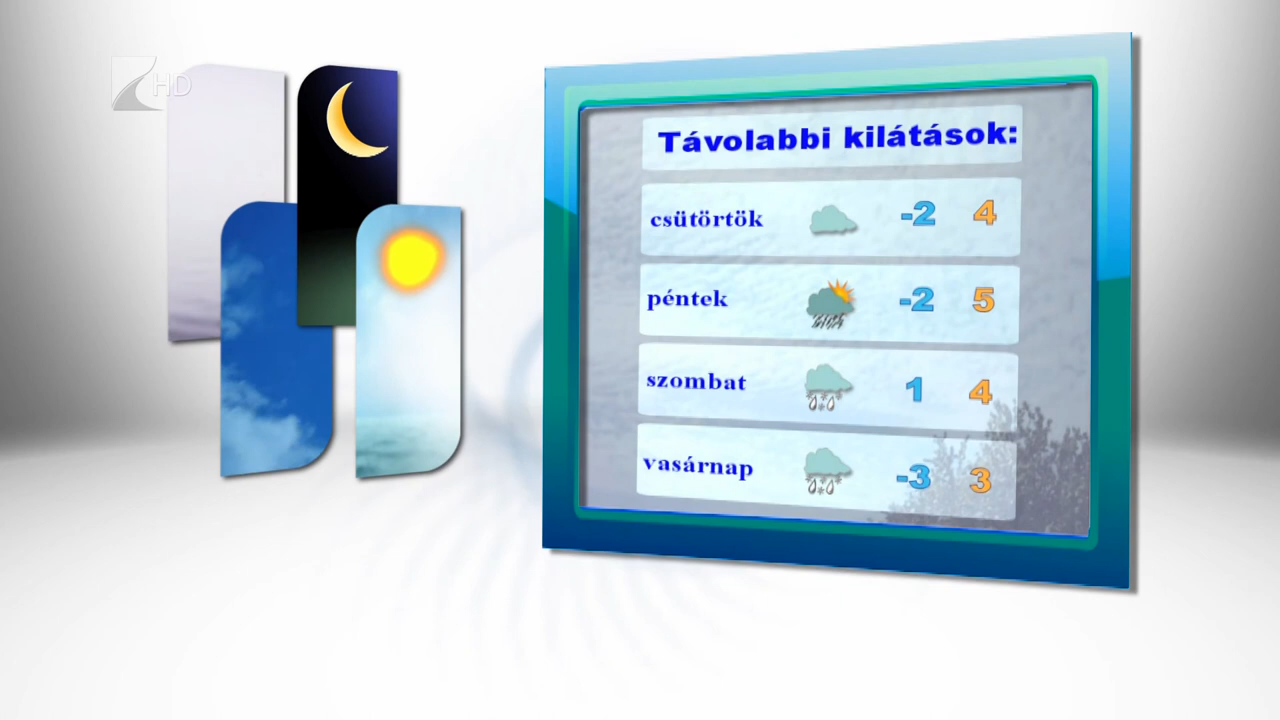 HD
Távolabbi kilátások:
csütörtök -2 4
péntek -2 5
szombat 1 4
vasárnap -3 3